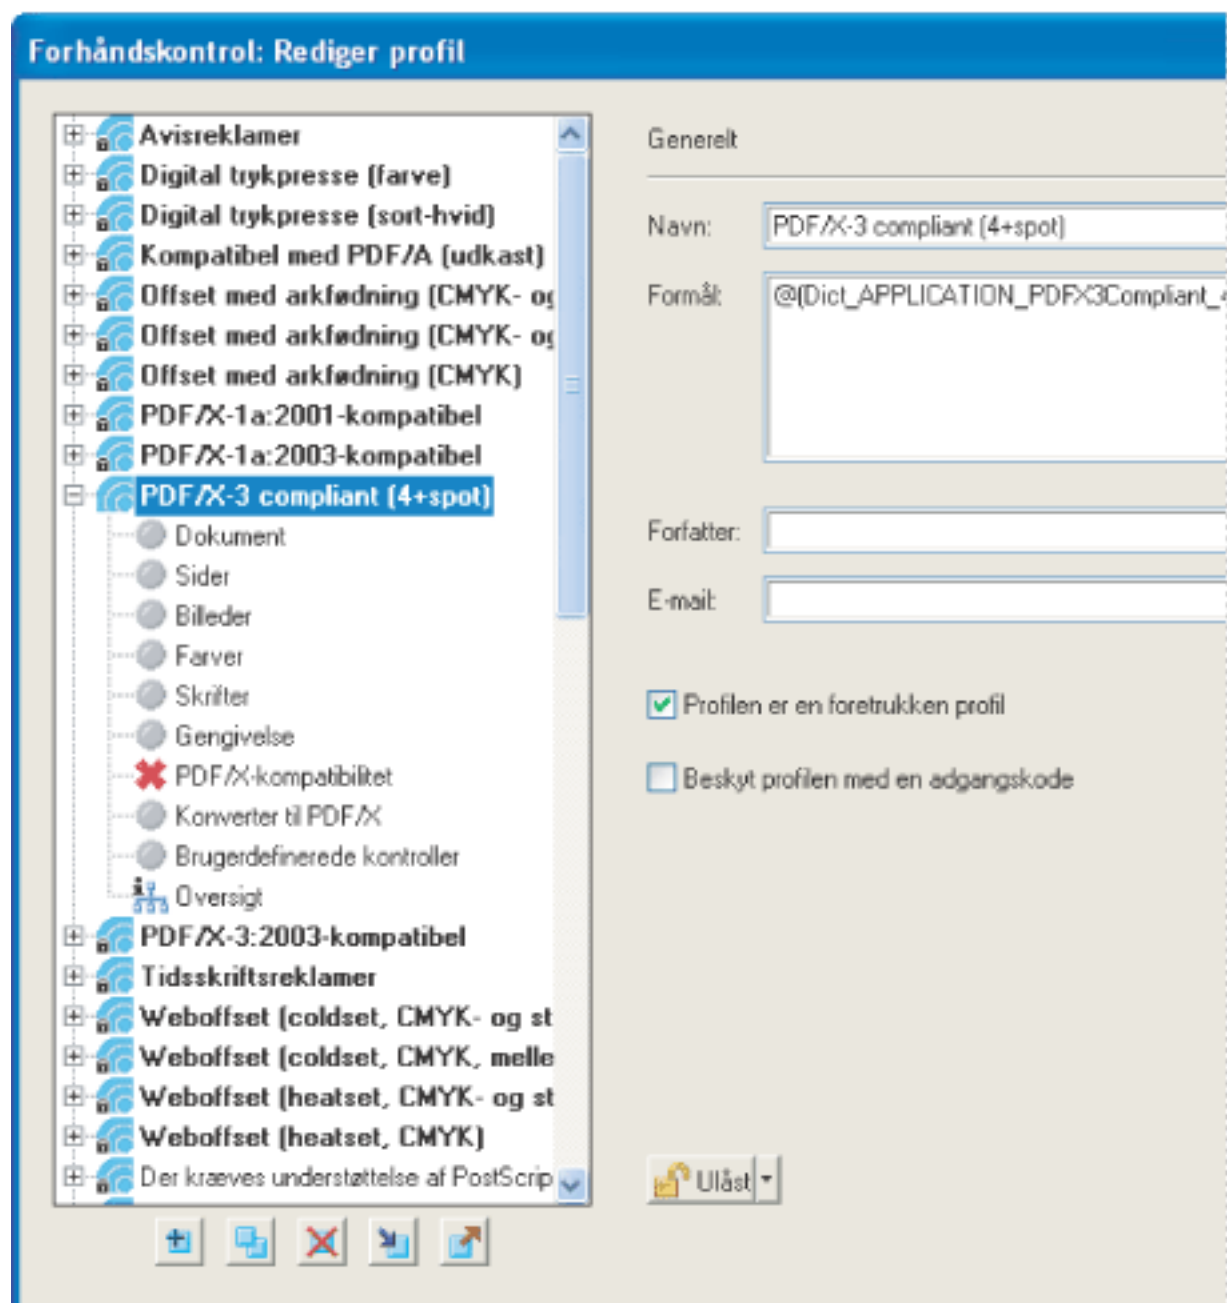 Forhåndskontrol: Rediger profil
Avisreklamer
Digital trykpresse (farve)
Digital trykpresse (sort-hvid)
Kompatibel med PDF/A (udkast)
Offset med arkfødning (CMYK- og
Offset med arkfødning (CMYK- og
Offset med arkfødning (CMYK)
PDF/X-1a:2001-kompatibel
PDF/X-1a:2003-kompatibel
PDF/X-3 compliant (4+spot)
Dokument
Sider
Billeder
Farver
Skrifter
Gengivelse
PDF/X-kompatibilitet
Konverter til PDF/X
Brugerdefinerede kontroller
Oversigt
PDF/X-3:2003-kompatibel
Tidsskriftsreklamer
Weboffset (coldset, CMYK- og st
Weboffset (coldset, CMYK, melle
Weboffset (heatset, CMYK- og st
Weboffset (heatset, CMYK)
Der kræves understøttelse af PostScrip
Generelt
Navn: PDF/X-3 compliant (4+spot)
Formål: @(Dict_APPLICATION_PDFX3Compliant_4
Forfatter:
E-mail:
Profilen er en foretrukken profil
Beskyt profilen med en adgangskode
Ulåst